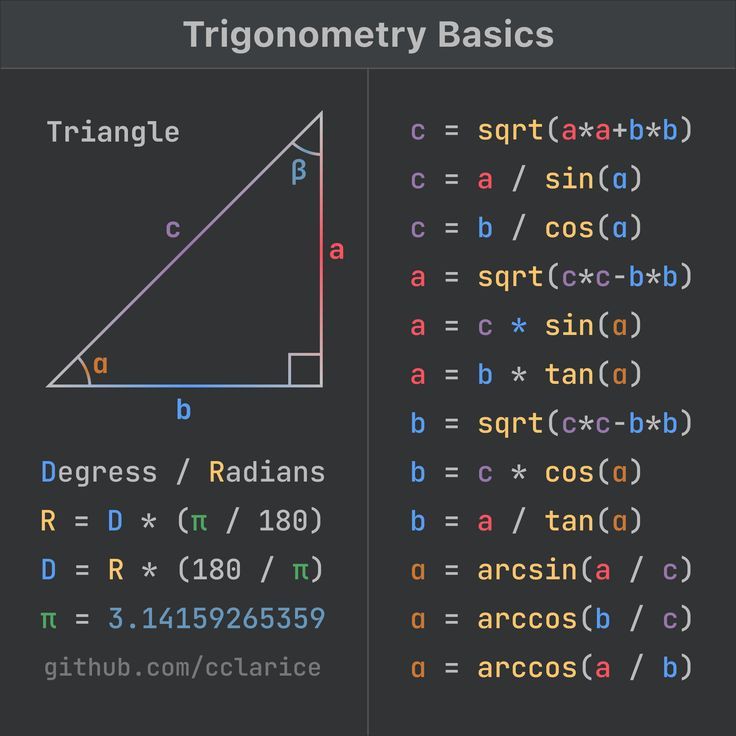 Trigonometry Basics
Triangle
β
c
a
ɑ
b
Degress / Radians
R = D * (π / 180)
D = R * (180 / π)
π = 3.14159265359
github.com/cclarice
c = sqrt(a*a+b*b)
c = a / sin(ɑ)
c = b / cos(ɑ)
a = sqrt(c*c-b*b)
a = c * sin(ɑ)
a = b * tan(ɑ)
b = sqrt(c*c-b*b)
b = c * cos(ɑ)
b = a / tan(ɑ)
ɑ = arcsin(a / c)
ɑ = arccos(b / c)
ɑ = arccos(a / b)